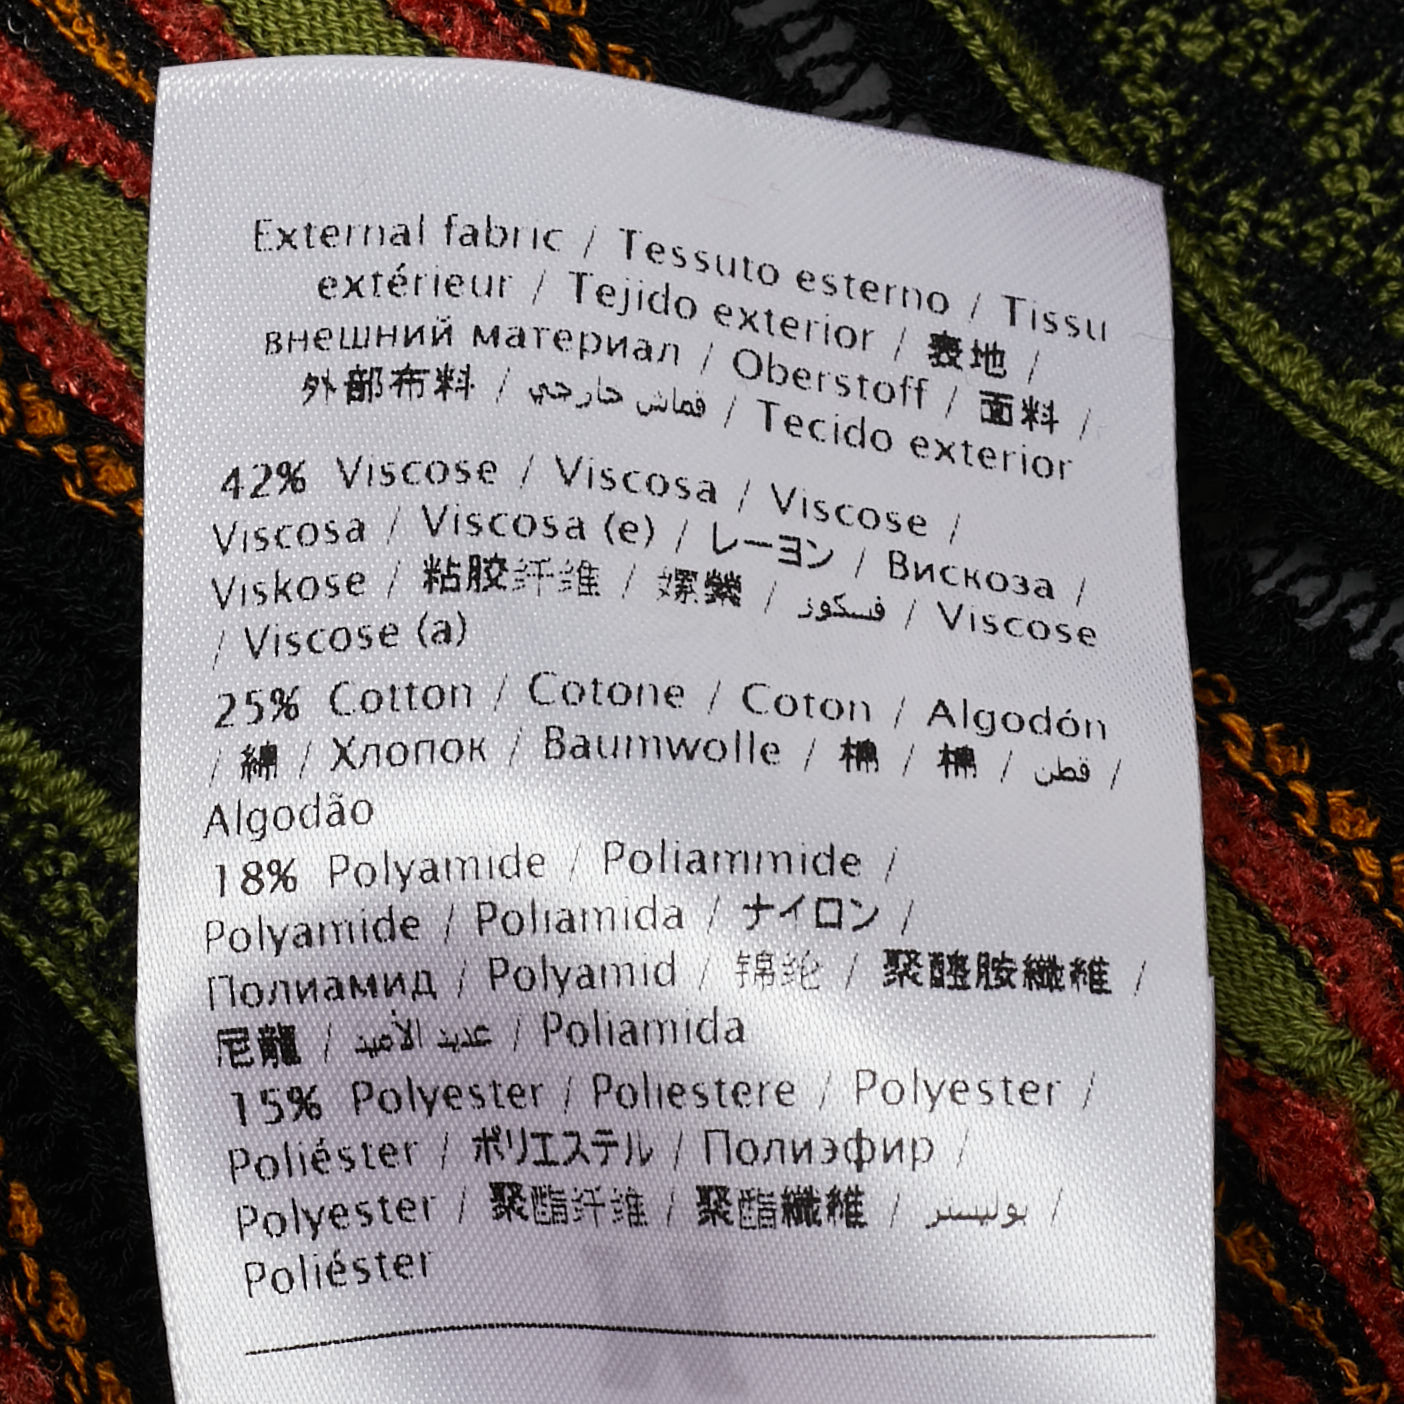 External fabric / Tessuto esterno / Tissu
extérieur / Tejido exterior / 表地 /
внешний материал / Oberstoff / 面料 /
外部布料 / قماش خارجي / Tecido exterior
42% Viscose / Viscosa / Viscose /
Viscosa / Viscosa (e) / レーヨン / Вискоза /
Viskose / 粘胶纤维 / 嫘縈 / فسكوز / Viscose
/ Viscose (a)
25% Cotton / Cotone / Coton / Algodón
/ 綿 / Хлопок / Baumwolle / 棉 / 棉 / قطن /
Algodão
18% Polyamide / Poliammide /
Polyamide / Poliamida / ナイロン /
Полиамид / Polyamid / 锦纶 / 聚醯胺纖維 /
尼龍 / عديد الأميد / Poliamida
15% Polyester / Poliestere / Polyester /
Poliéster / ポリエステル / Полиэфир /
Polyester / 聚酯纤维 / 聚酯纖維 / بوليستر /
Poliéster